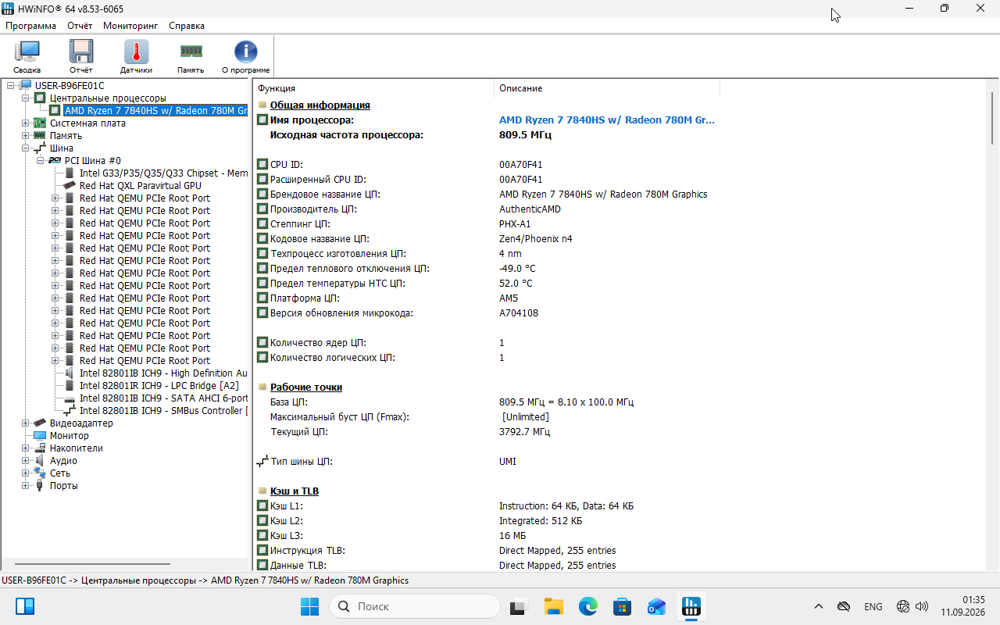 HWiNFO® 64 v8.53-6065
Программа Отчёт Мониторинг Справка
Сводка Отчёт Датчики Память О программе
USER-B96FE01C
Центральные процессоры
AMD Ryzen 7 7840HS w/ Radeon 780M Gr
Системная плата
Память
Шина
PCI Шина #0
Intel G33/P35/Q35/Q33 Chipset - Mem
Red Hat QXL Paravirtual GPU
Red Hat QEMU PCIe Root Port
Red Hat QEMU PCIe Root Port
Red Hat QEMU PCIe Root Port
Red Hat QEMU PCIe Root Port
Red Hat QEMU PCIe Root Port
Red Hat QEMU PCIe Root Port
Red Hat QEMU PCIe Root Port
Red Hat QEMU PCIe Root Port
Red Hat QEMU PCIe Root Port
Red Hat QEMU PCIe Root Port
Red Hat QEMU PCIe Root Port
Red Hat QEMU PCIe Root Port
Red Hat QEMU PCIe Root Port
Red Hat QEMU PCIe Root Port
Intel 82801IB ICH9 - High Definition Au
Intel 82801IR ICH9 - LPC Bridge [A2]
Intel 82801IB ICH9 - SATA AHCI 6-port
Intel 82801IB ICH9 - SMBus Controller [
Видеоадаптер
Монитор
Накопители
Аудио
Сеть
Порты
Функция Описание
Общая информация
Имя процессора: AMD Ryzen 7 7840HS w/ Radeon 780M Gr...
Исходная частота процессора: 809.5 МГц
CPU ID: 00A70F41
Расширенный CPU ID: 00A70F41
Брендовое название ЦП: AMD Ryzen 7 7840HS w/ Radeon 780M Graphics
Производитель ЦП: AuthenticAMD
Степпинг ЦП: PHX-A1
Кодовое название ЦП: Zen4/Phoenix n4
Техпроцесс изготовления ЦП: 4 nm
Предел теплового отключения ЦП: -49.0 °C
Предел температуры HTC ЦП: 52.0 °C
Платформа ЦП: AM5
Версия обновления микрокода: A704108
Количество ядер ЦП: 1
Количество логических ЦП: 1
Рабочие точки
База ЦП: 809.5 МГц = 8.10 x 100.0 МГц
Максимальный буст ЦП (Fmax): [Unlimited]
Текущий ЦП: 3792.7 МГц
Тип шины ЦП: UMI
Кэш и TLB
Кэш L1: Instruction: 64 КБ, Data: 64 КБ
Кэш L2: Integrated: 512 КБ
Кэш L3: 16 МБ
Инструкция TLB: Direct Mapped, 255 entries
Данные TLB: Direct Mapped, 255 entries
USER-B96FE01C -> Центральные процессоры -> AMD Ryzen 7 7840HS w/ Radeon 780M Graphics
Поиск
ENG
01:35
11.09.2026